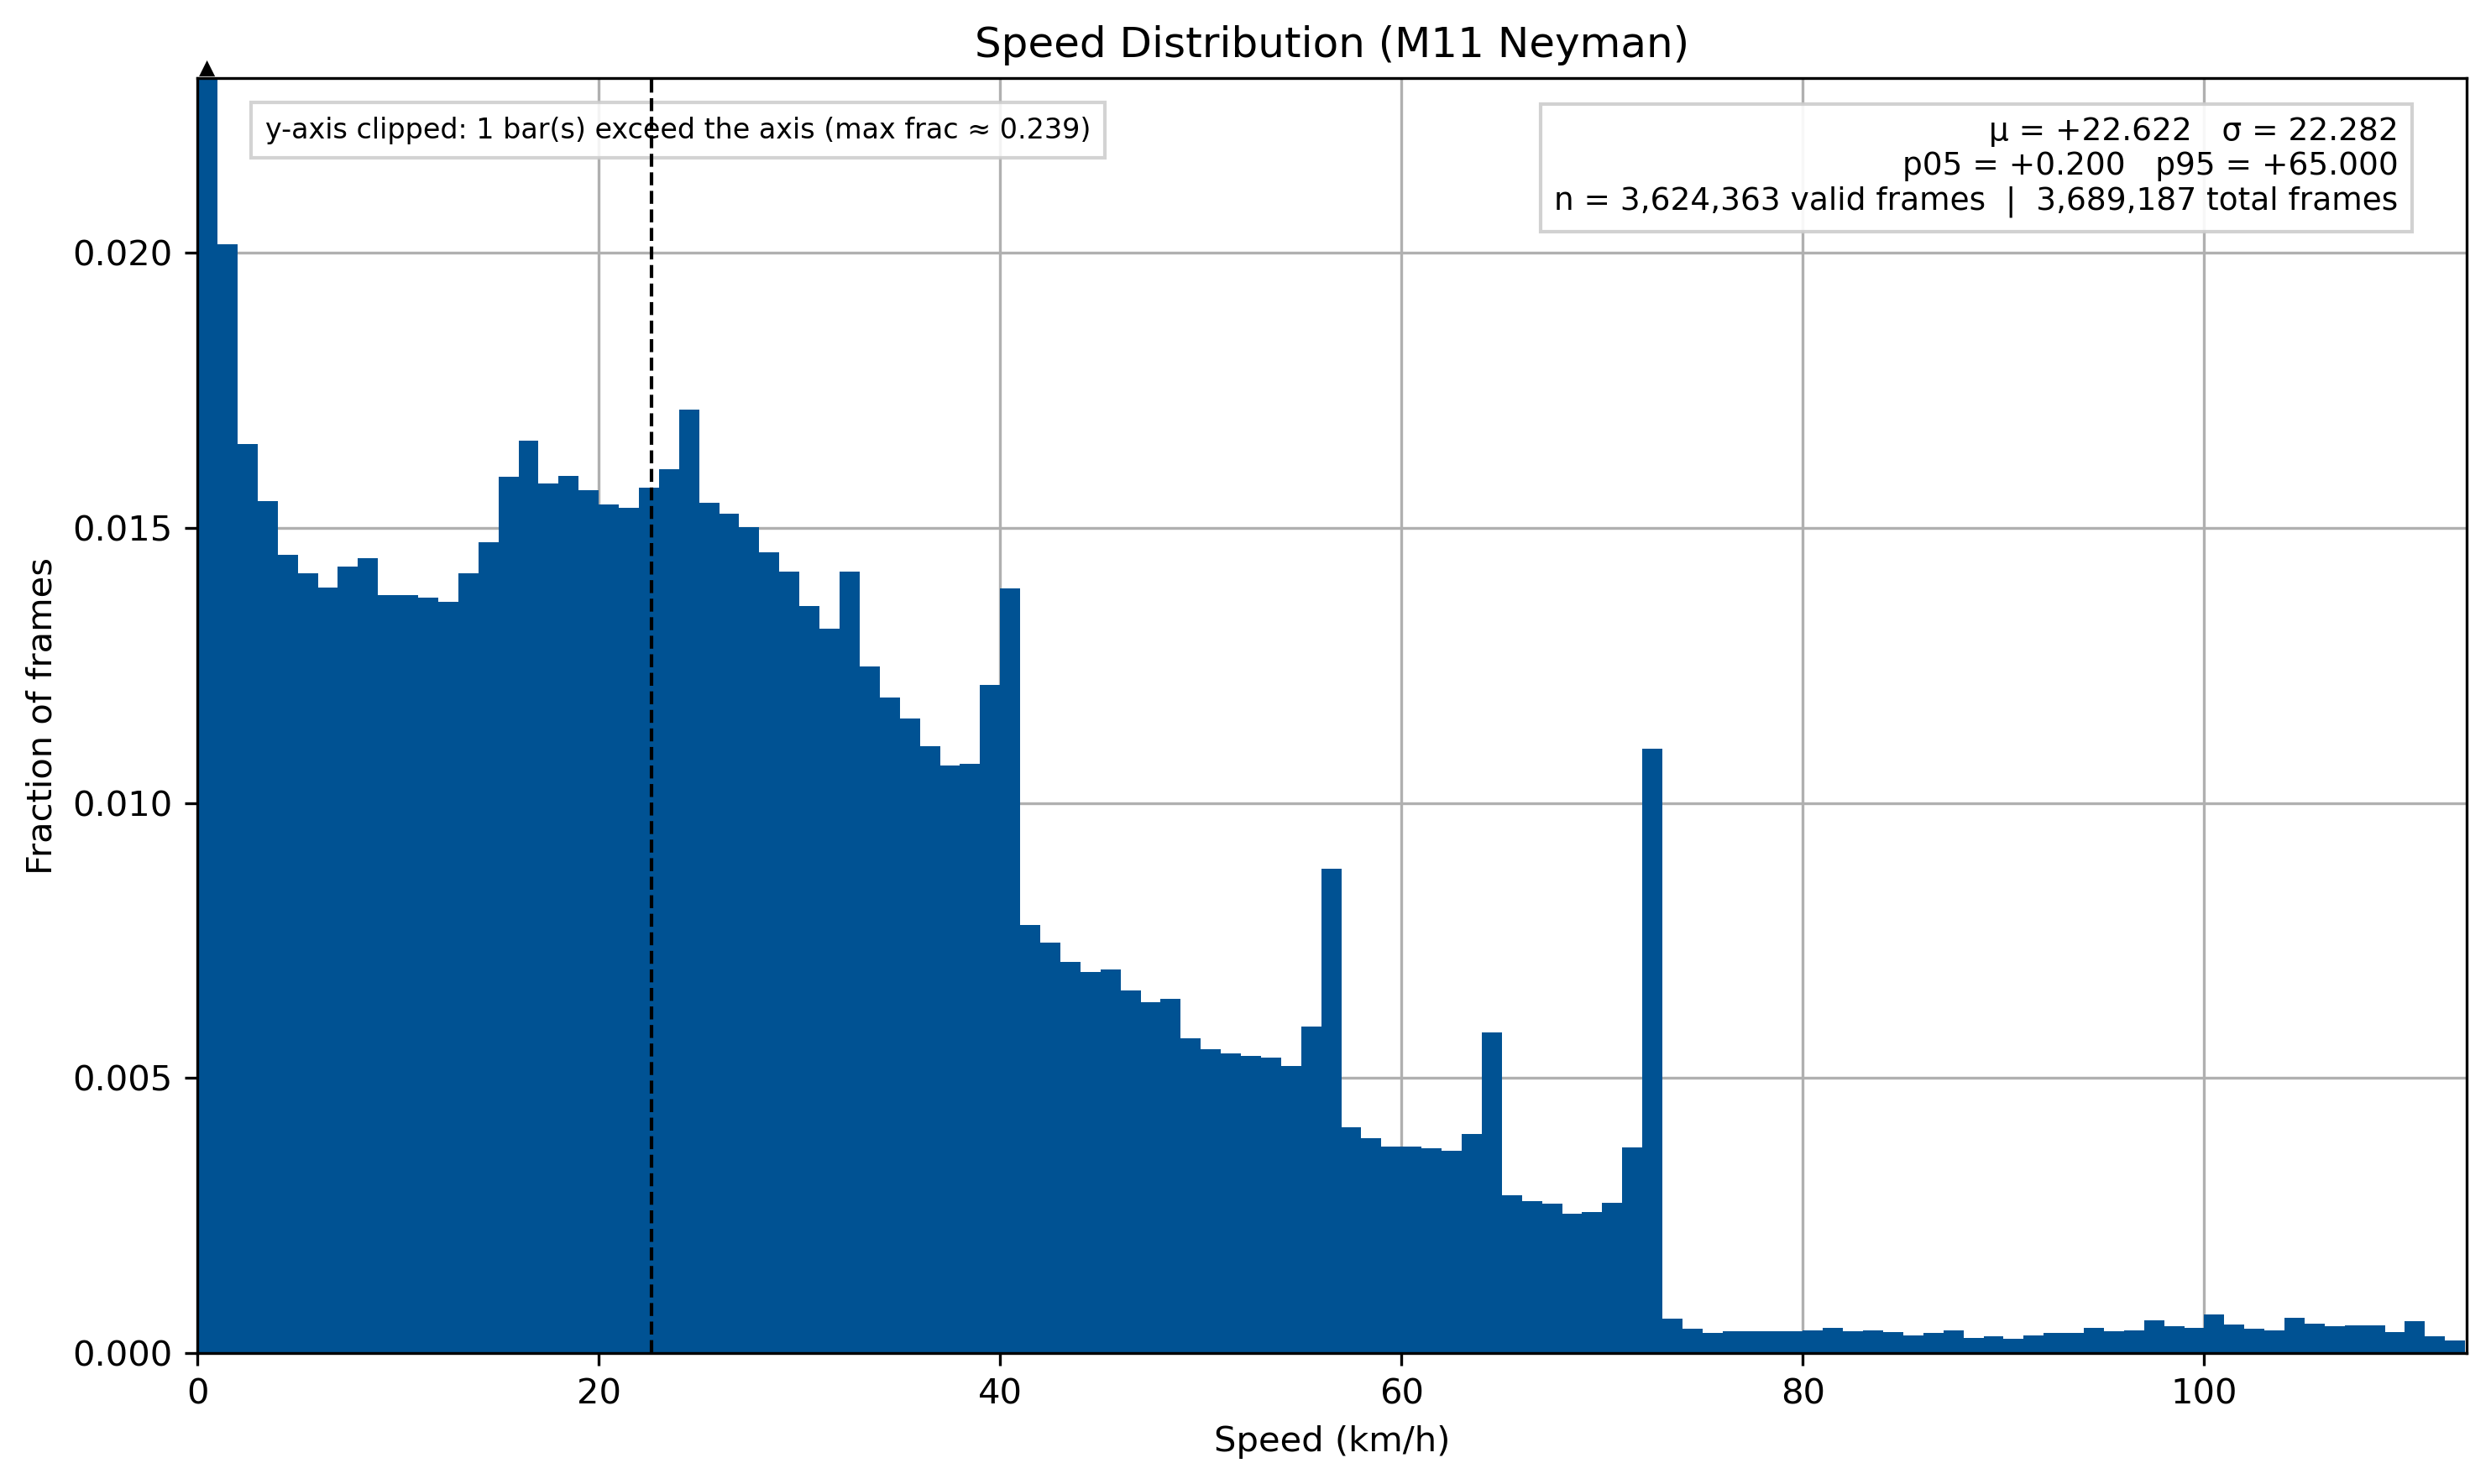 Speed Distribution (M11 Neyman)
y-axis clipped: 1 bar(s) exceed the axis (max frac ≈ 0.239)
μ = +22.622   σ = 22.282
p05 = +0.200   p95 = +65.000
n = 3,624,363 valid frames  |  3,689,187 total frames
Fraction of frames
0.020
0.015
0.010
0.005
0.000
0 20 40 60 80 100
Speed (km/h)